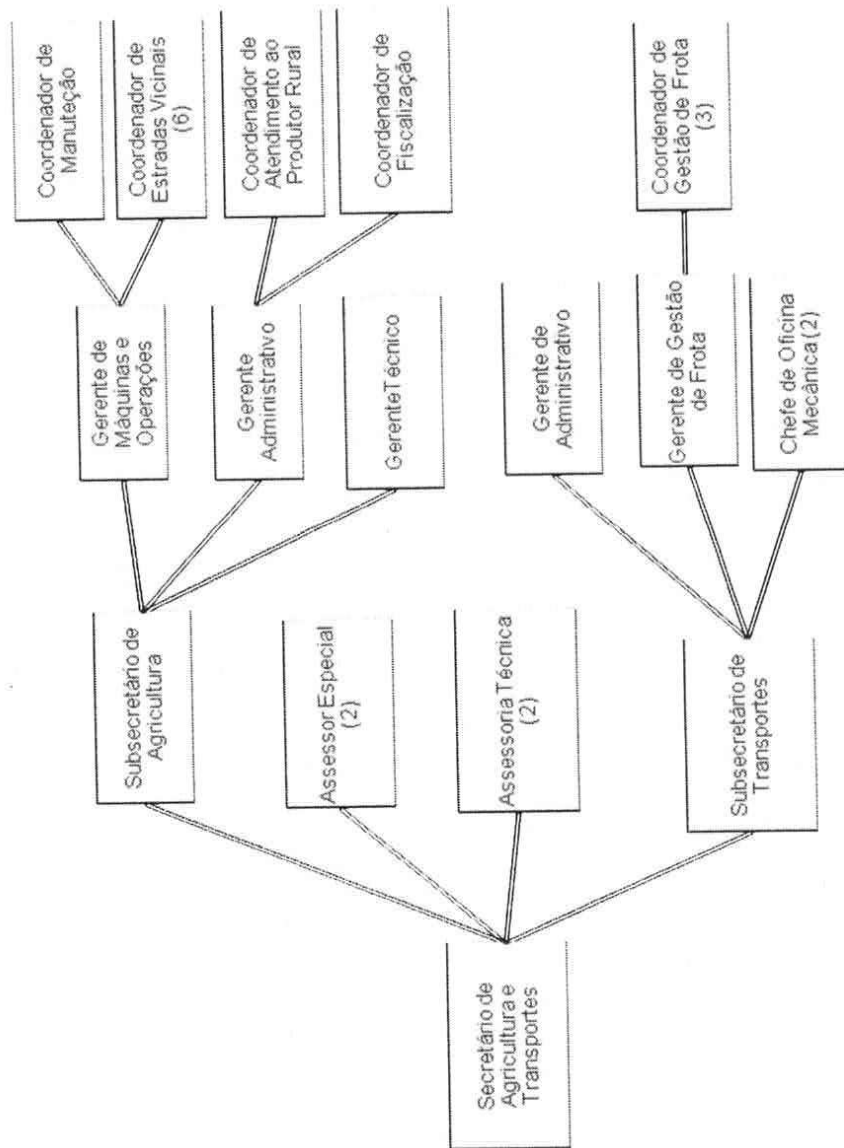 Secretário de
Agricultura e
Transportes
Subsecretário de
Agricultura
Assessor Especial
(2)
Assessoria Técnica
(2)
Subsecretário de
Transportes
Gerente de
Máquinas e
Operações
Gerente
Administrativo
Gerente Técnico
Gerente de
Administrativo
Gerente de Gestão
de Frota
Chefe de Oficina
Mecânica (2)
Coordenador de
Manuteção
Coordenador de
Estradas Vicinais
(6)
Coordenador de
Atendimento ao
Produtor Rural
Coordenador de
Fiscalização
Coordenador de
Gestão de Frota
(3)